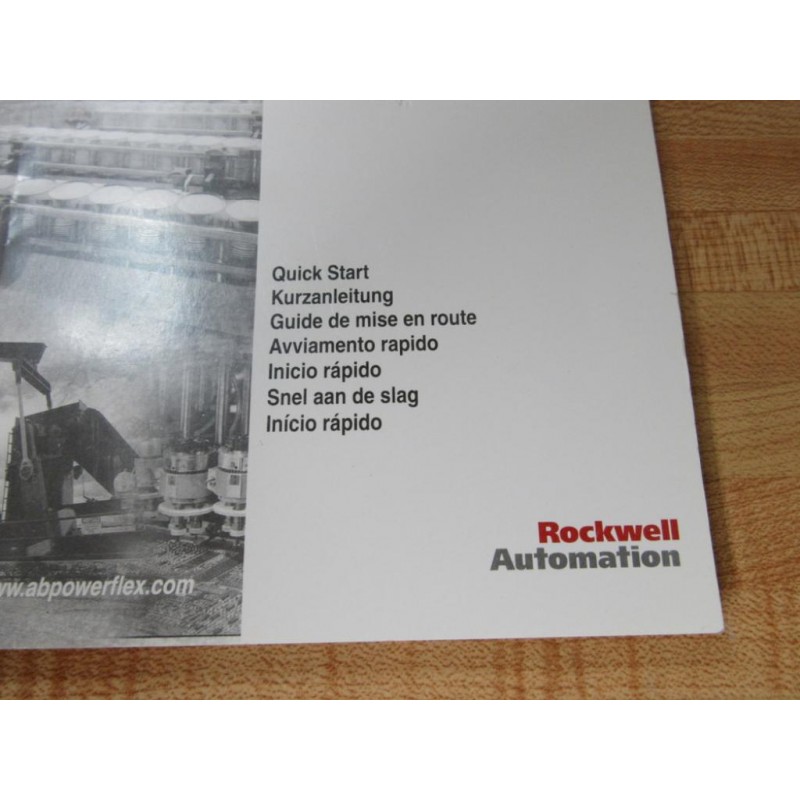 Quick Start
Kurzanleitung
Guide de mise en route
Avviamento rapido
Inicio rápido
Snel aan de slag
Início rápido
Rockwell
Automation
ww.abpowerflex.com